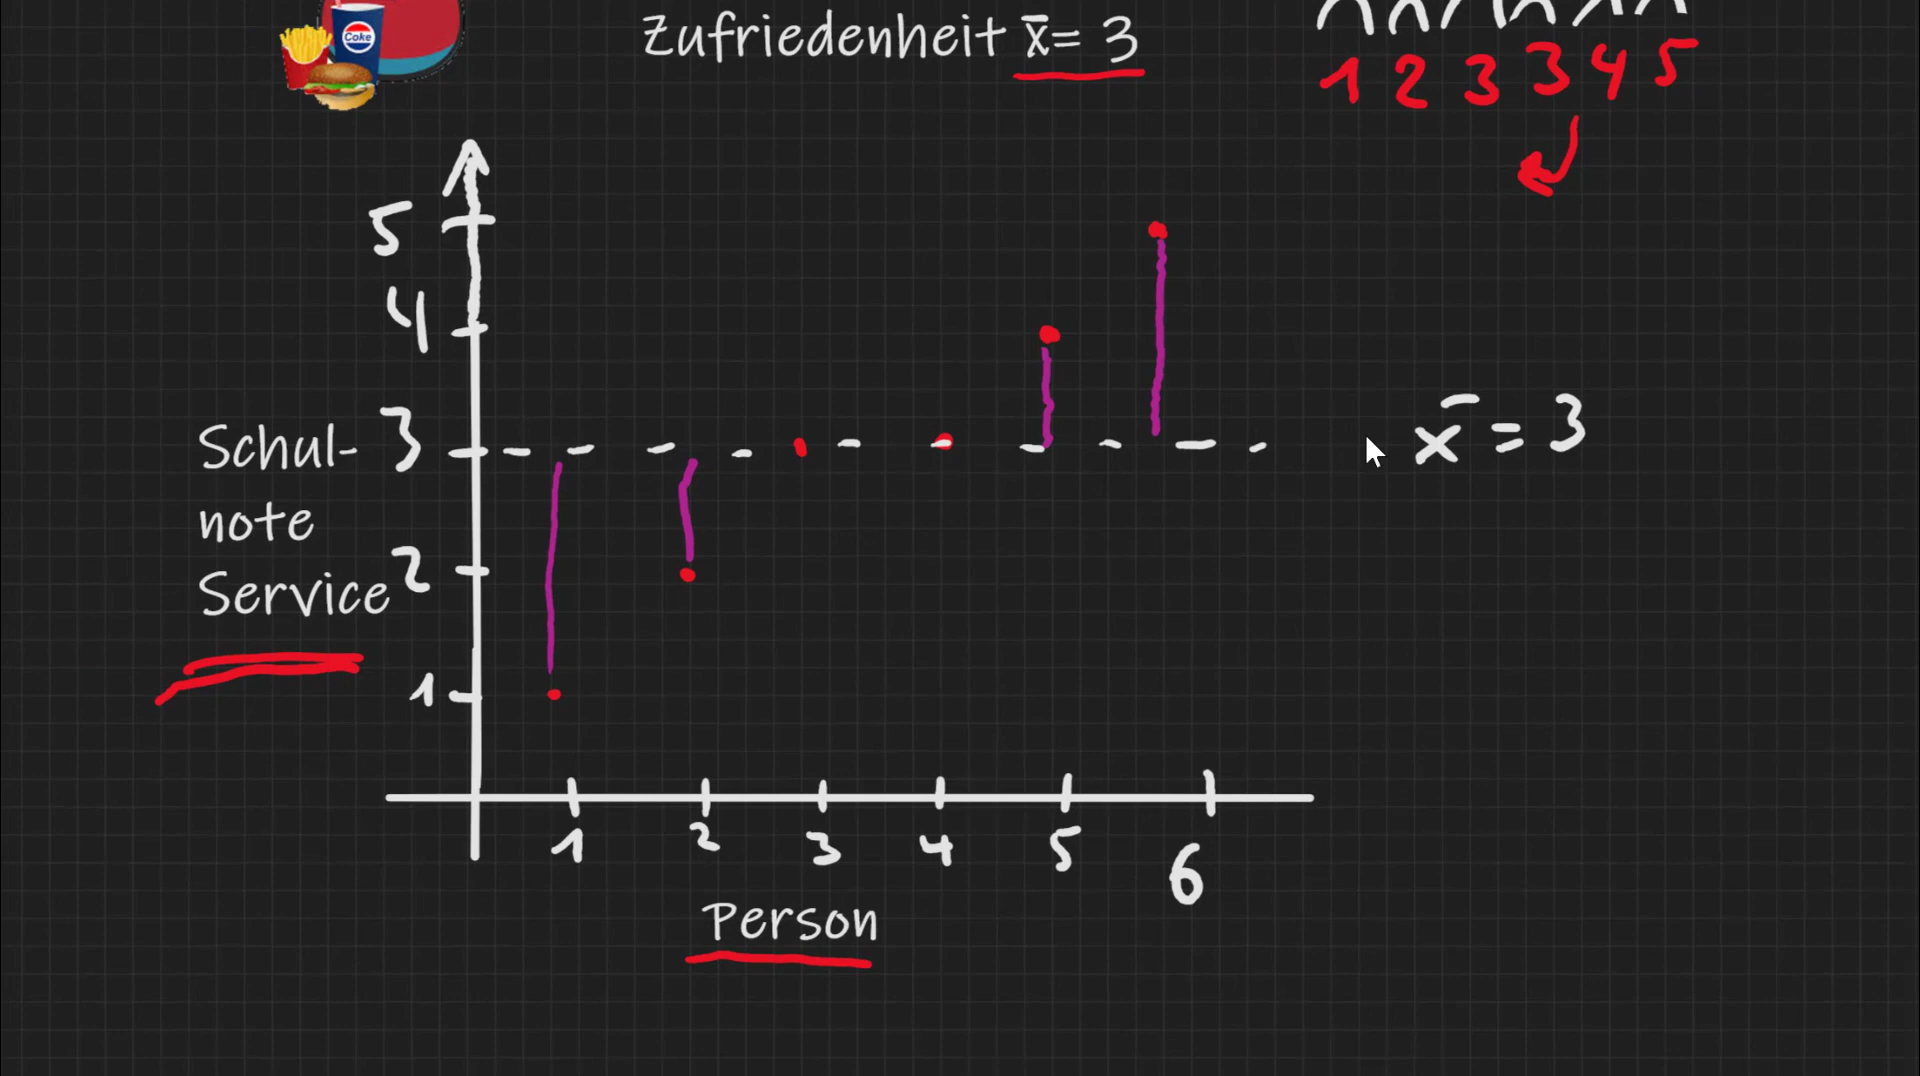 Coke
Zufriedenheit x̄= 3
1 2 3 3 4 5
5
4
3
2
1
Schul-
note
Service
x̄ = 3
1 2 3 4 5 6
Person